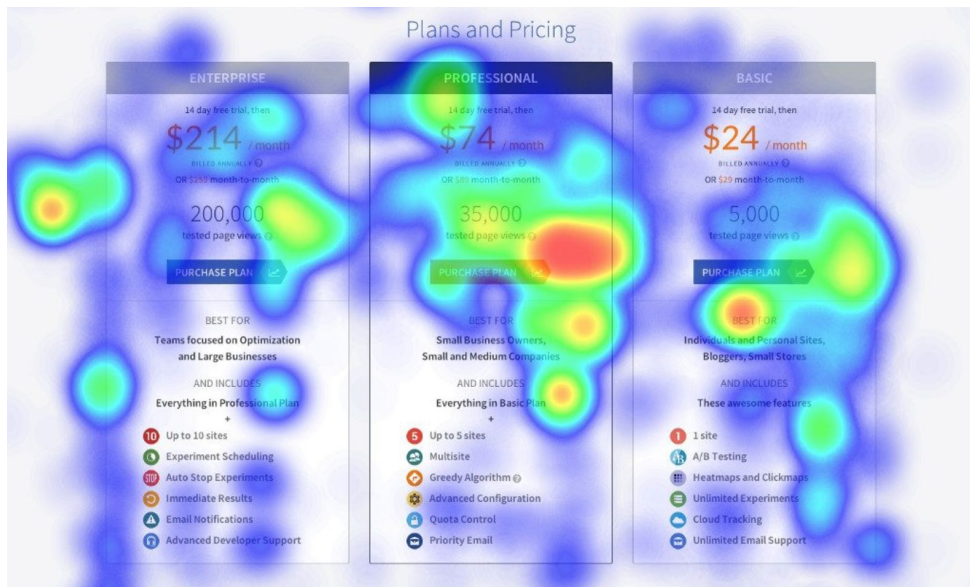 Plans and Pricing
ENTERPRISE
14 day free trial, then
$214 / month
BILLED ANNUALLY ?
OR $259 month-to-month
200,000
tested page views ?
PURCHASE PLAN
BEST FOR
Teams focused on Optimization
and Large Businesses
AND INCLUDES
Everything in Professional Plan
+
10 Up to 10 sites
Experiment Scheduling
STOP Auto Stop Experiments
Immediate Results
Email Notifications
Advanced Developer Support
PROFESSIONAL
14 day free trial, then
$74 / month
BILLED ANNUALLY ?
OR $89 month-to-month
35,000
tested page views ?
PURCHASE PLAN
BEST FOR
Small Business Owners,
Small and Medium Companies
AND INCLUDES
Everything in Basic Plan
+
5 Up to 5 sites
Multisite
Greedy Algorithm ?
Advanced Configuration
Quota Control
Priority Email
BASIC
14 day free trial, then
$24 / month
BILLED ANNUALLY ?
OR $29 month-to-month
5,000
tested page views ?
PURCHASE PLAN
BEST FOR
Individuals and Personal Sites,
Bloggers, Small Stores
AND INCLUDES
These awesome features
1 1 site
A/B A/B Testing
Heatmaps and Clickmaps
Unlimited Experiments
Cloud Tracking
Unlimited Email Support